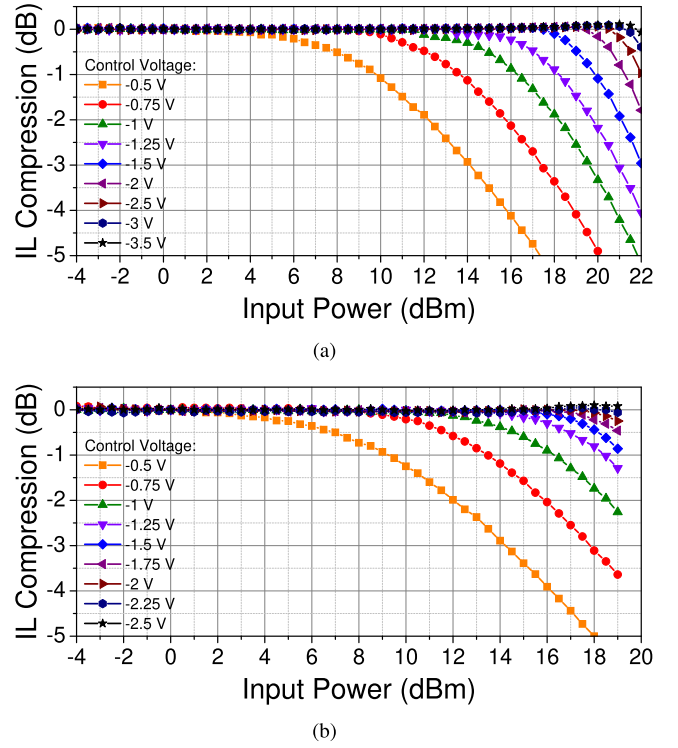 0
-1
-2
-3
-4
-5
IL Compression (dB)
Control Voltage:
-0.5 V
-0.75 V
-1 V
-1.25 V
-1.5 V
-2 V
-2.5 V
-3 V
-3.5 V
-4 -2 0 2 4 6 8 10 12 14 16 18 20 22
Input Power (dBm)
(a)
0
-1
-2
-3
-4
-5
IL Compression (dB)
Control Voltage:
-0.5 V
-0.75 V
-1 V
-1.25 V
-1.5 V
-1.75 V
-2 V
-2.25 V
-2.5 V
-4 -2 0 2 4 6 8 10 12 14 16 18 20
Input Power (dBm)
(b)